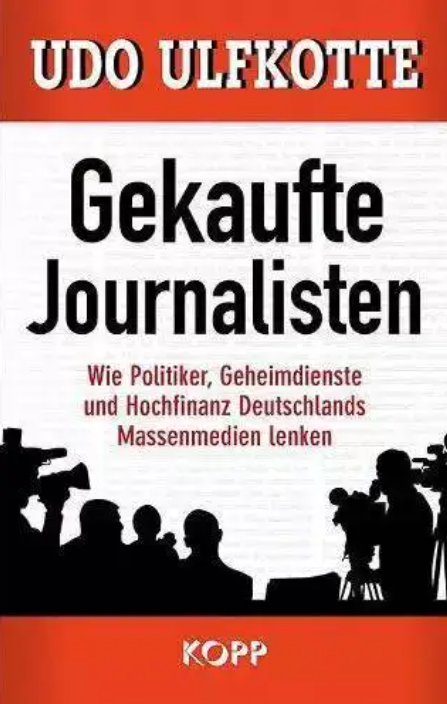 UDO ULFKOTTE
Gekaufte
Journalisten
Wie Politiker, Geheimdienste
und Hochfinanz Deutschlands
Massenmedien lenken
KOPP